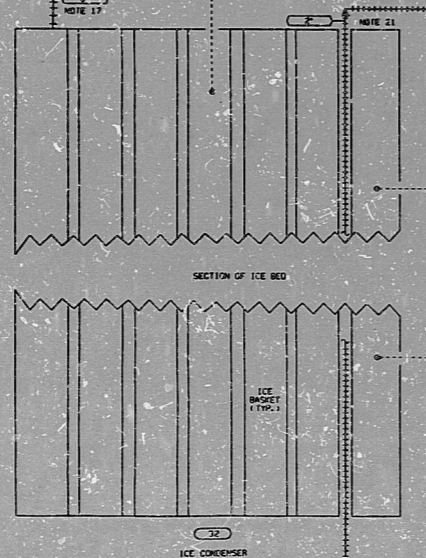 NOTE 17
NOTE 21
SECTION OF ICE BED
ICE
BASKET
(TYP.)
32
ICE CONDENSER